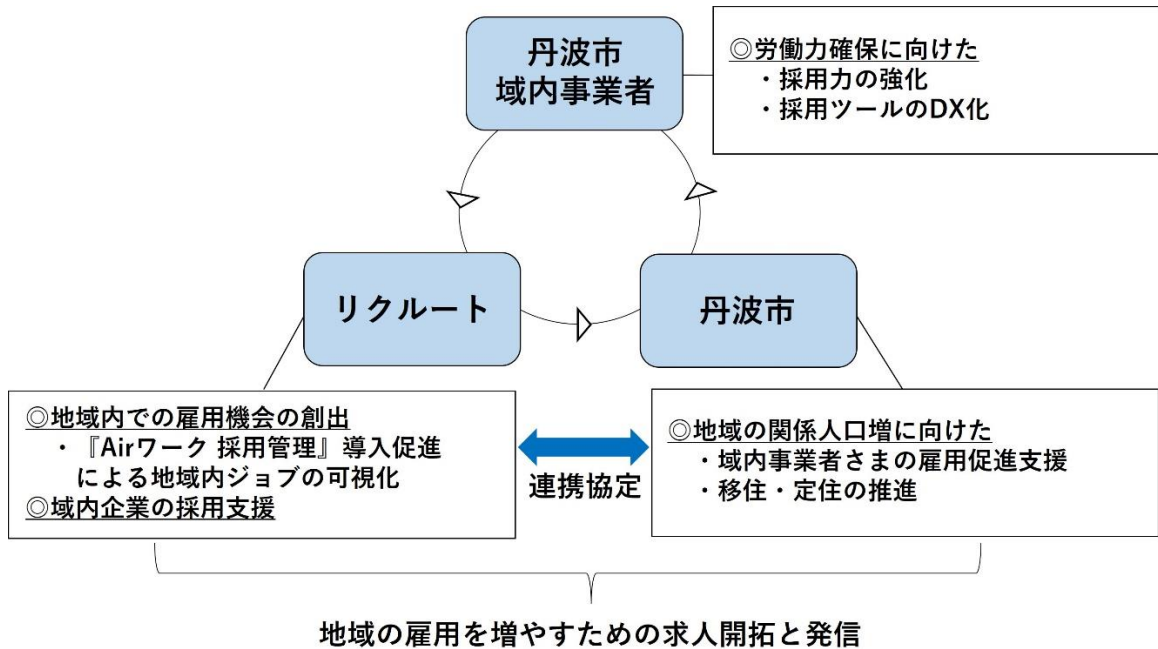 丹波市
域内事業者
◎労働力確保に向けた
・採用力の強化
・採用ツールのDX化
リクルート
丹波市
◎地域内での雇用機会の創出
・『Airワーク 採用管理』導入促進
による地域内ジョブの可視化
◎域内企業の採用支援
連携協定
◎地域の関係人口増に向けた
・域内事業者さまの雇用促進支援
・移住・定住の推進
地域の雇用を増やすための求人開拓と発信